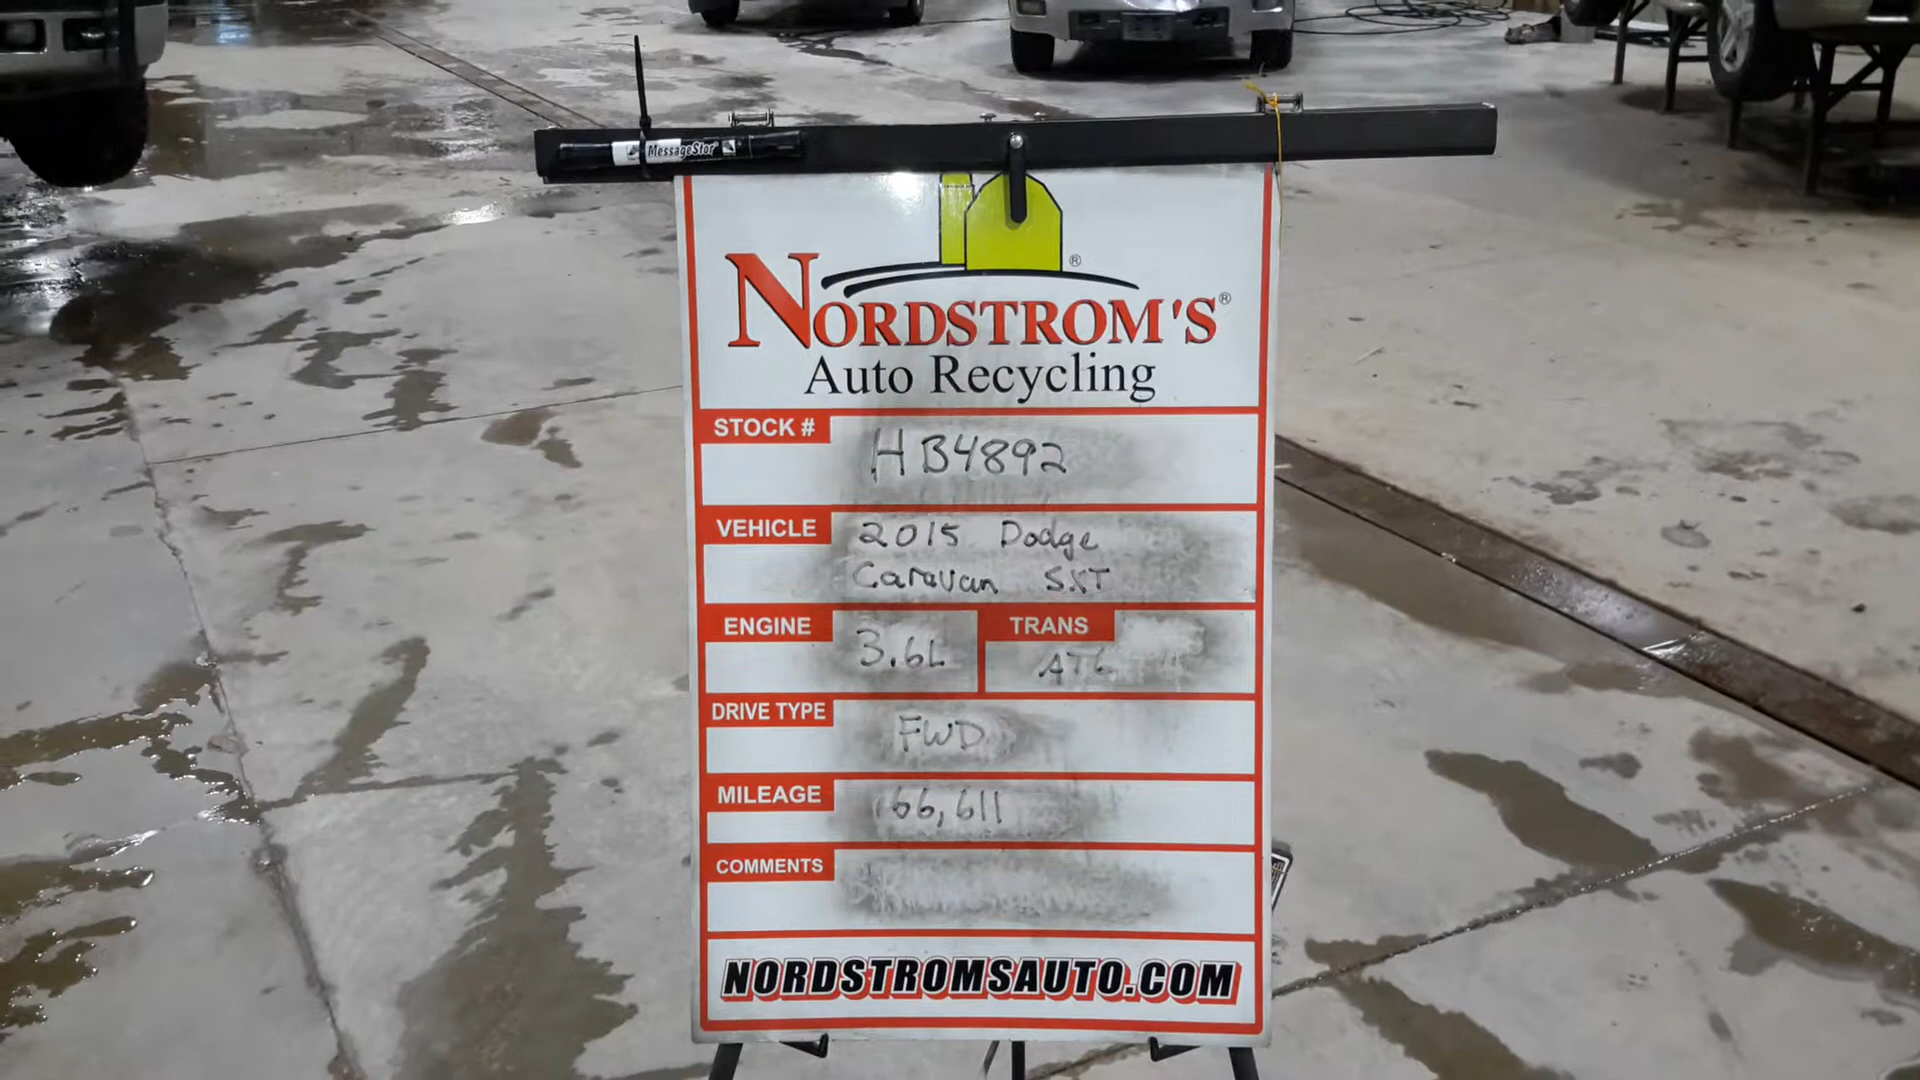 MessageStor
NORDSTROM'S®
Auto Recycling
STOCK # HB4892
VEHICLE 2015 Dodge
Caravan SXT
ENGINE 3.6L TRANS AT6
DRIVE TYPE FWD
MILEAGE 166,611
COMMENTS
NORDSTROMSAUTO.COM